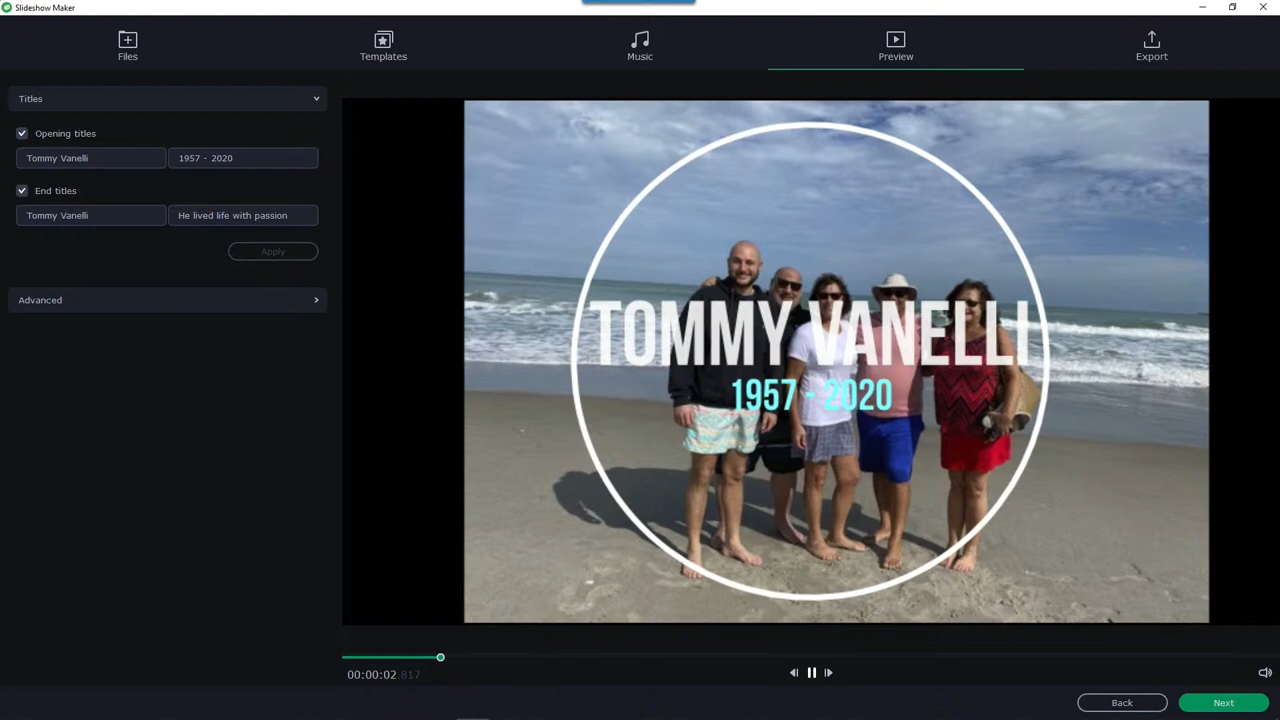 Slideshow Maker
Files
Templates
Music
Preview
Export
Titles
Opening titles
Tommy Vanelli
1957 - 2020
End titles
Tommy Vanelli
He lived life with passion
Apply
Advanced
TOMMY VANELLI
1957 - 2020
00:00:02.817
Back
Next